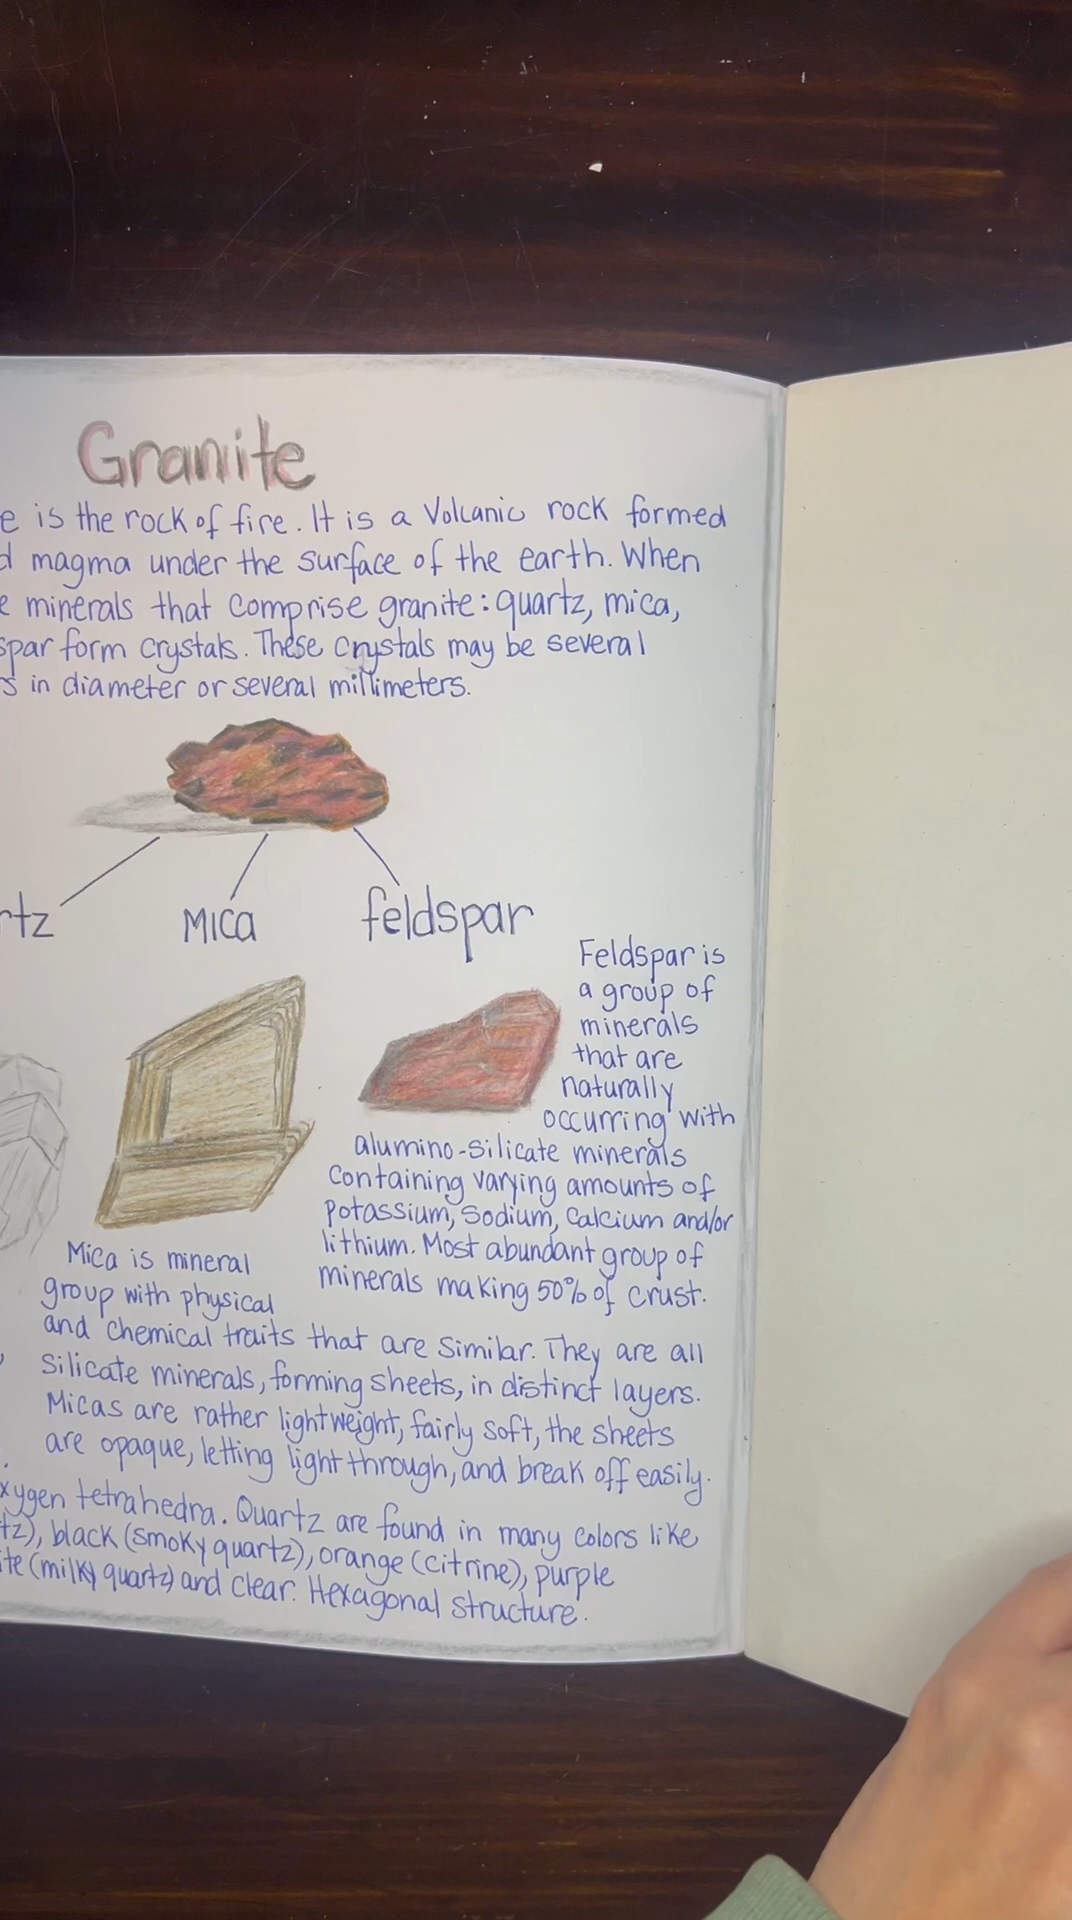 Granite
e is the rock of fire. It is a Volcanic rock formed
d magma under the surface of the earth. When
e minerals that comprise granite: quartz, mica,
spar form crystals. These crystals may be several
s in diameter or several millimeters.
rtz
Mica
feldspar
Feldspar is
a group of
minerals
that are
naturally
occurring with
alumino-silicate minerals
containing varying amounts of
potassium, sodium, calcium and/or
lithium. Most abundant group of
minerals making 50% of crust.
Mica is mineral
group with physical
and chemical traits that are similar. They are all
silicate minerals, forming sheets, in distinct layers.
Micas are rather lightweight, fairly soft, the sheets
are opaque, letting light through, and break off easily.
xygen tetrahedra. Quartz are found in many colors like
tz), black (smoky quartz), orange (citrine), purple
ite (milky quartz) and clear. Hexagonal structure.